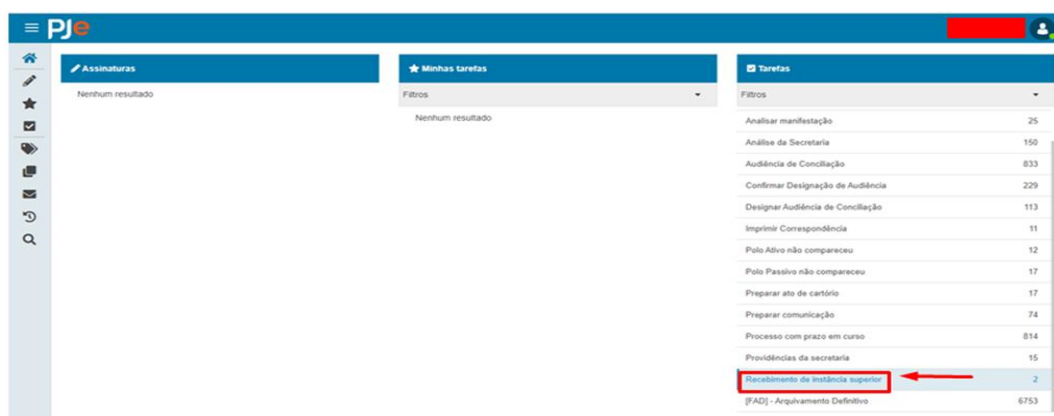 PJe
Assinaturas
Nenhum resultado
Minhas tarefas
Filtros
Nenhum resultado
Tarefas
Filtros
Analisar manifestação 25
Análise da Secretaria 150
Audiência de Conciliação 833
Confirmar Designação de Audiência 229
Designar Audiência de Conciliação 113
Imprimir Correspondência 11
Polo Ativo não compareceu 12
Polo Passivo não compareceu 17
Preparar ato de cartório 17
Preparar comunicação 74
Processo com prazo em curso 814
Providências da secretaria 15
Recebimento de instância superior 2
[FAD] - Arquivamento Definitivo 6753